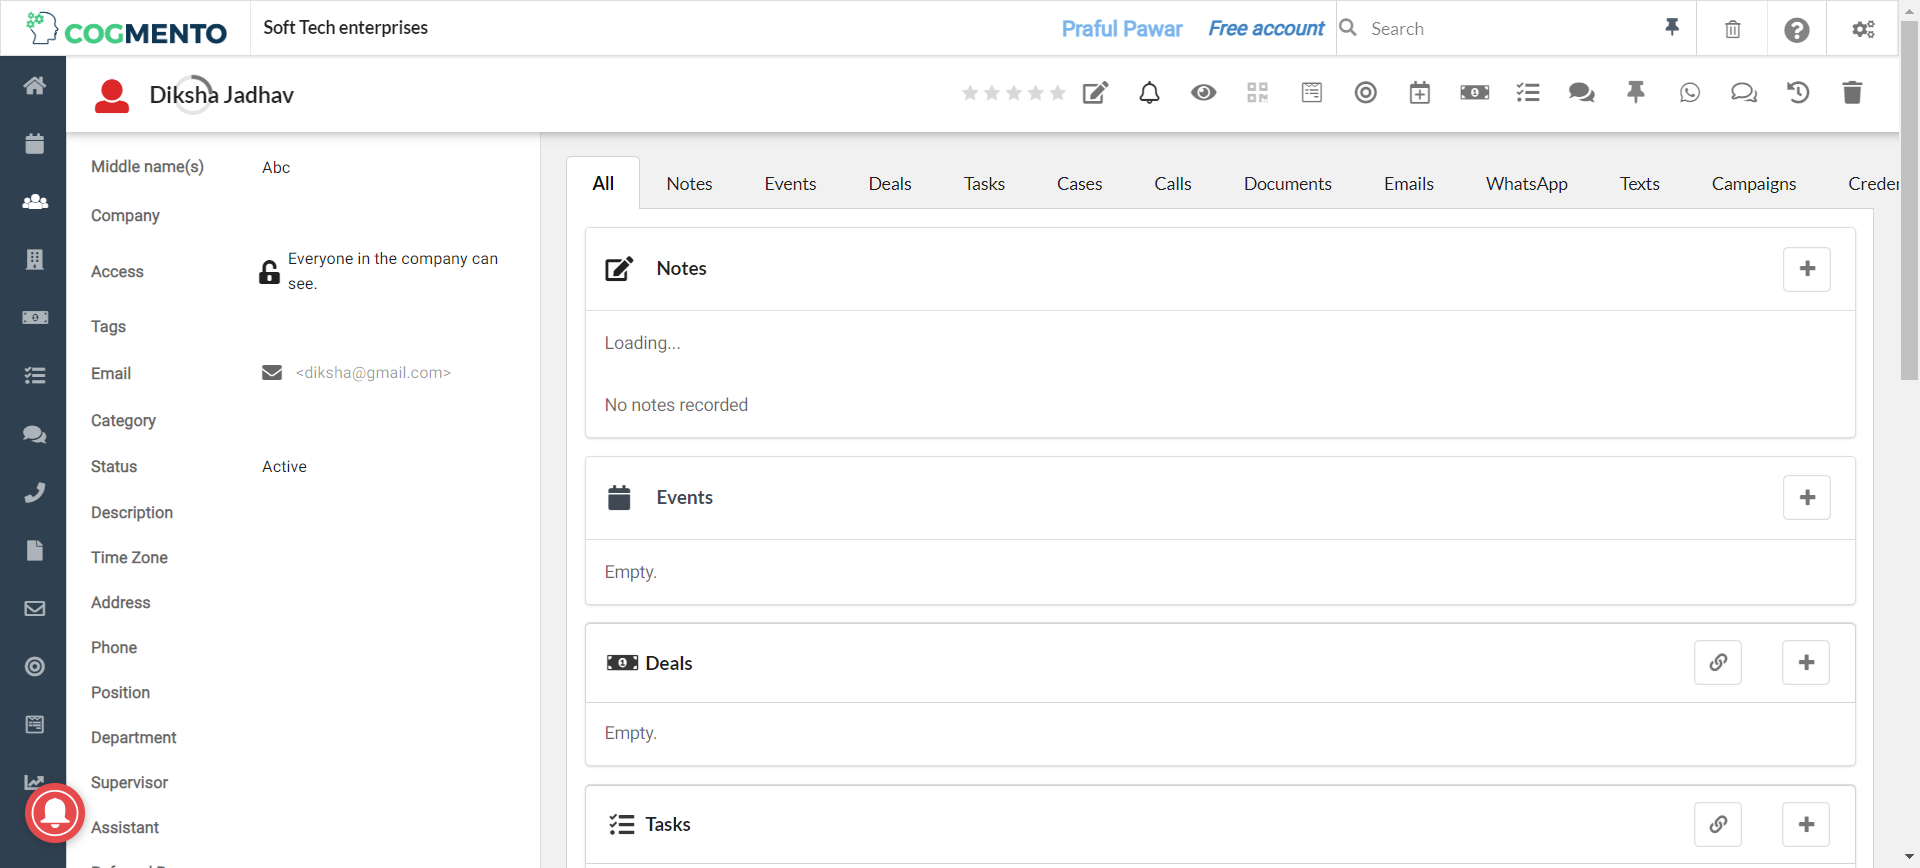 COGMENTO
Soft Tech enterprises
Praful Pawar
Free account
Search
Diksha Jadhav
Middle name(s)
Abc
Company
Access
Everyone in the company can
see.
Tags
Email
<diksha@gmail.com>
Category
Status
Active
Description
Time Zone
Address
Phone
Position
Department
Supervisor
Assistant
All
Notes
Events
Deals
Tasks
Cases
Calls
Documents
Emails
WhatsApp
Texts
Campaigns
Creder
Notes
Loading...
No notes recorded
Events
Empty.
Deals
Empty.
Tasks